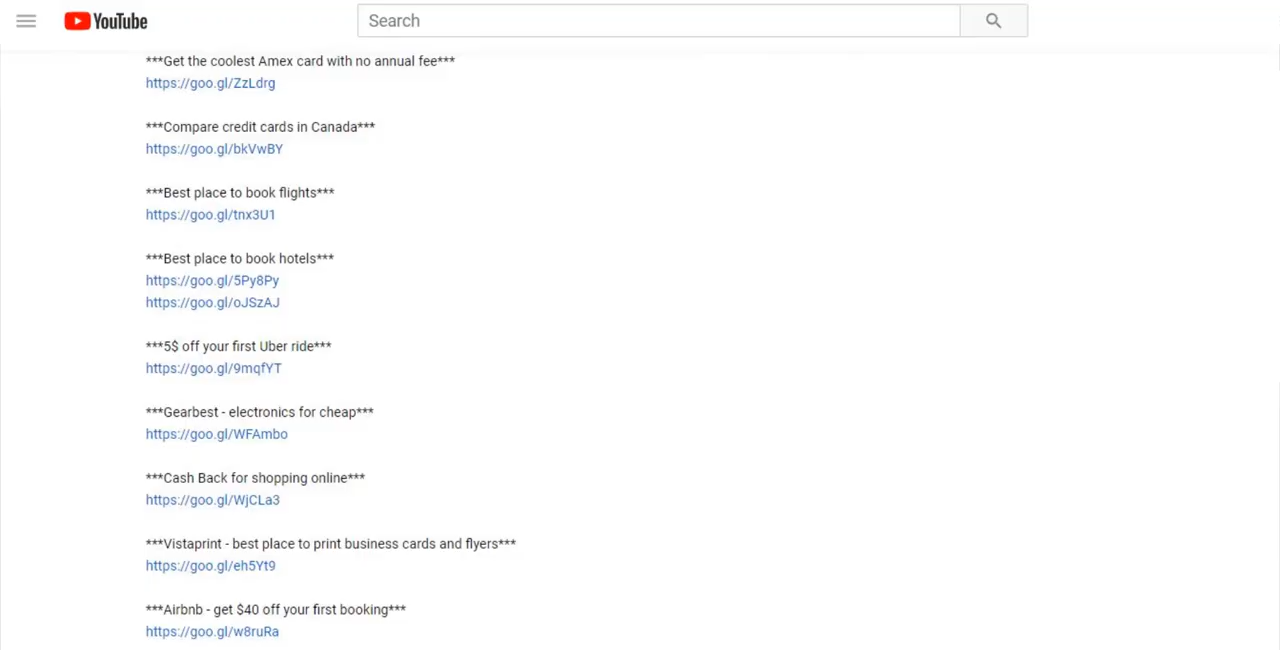 YouTube
Search
***Get the coolest Amex card with no annual fee***
https://goo.gl/ZzLdrg
***Compare credit cards in Canada***
https://goo.gl/bkVwBY
***Best place to book flights***
https://goo.gl/tnx3U1
***Best place to book hotels***
https://goo.gl/5Py8Py
https://goo.gl/oJSzAJ
***5$ off your first Uber ride***
https://goo.gl/9mqfYT
***Gearbest - electronics for cheap***
https://goo.gl/WFAmbo
***Cash Back for shopping online***
https://goo.gl/WjCLa3
***Vistaprint - best place to print business cards and flyers***
https://goo.gl/eh5Yt9
***Airbnb - get $40 off your first booking***
https://goo.gl/w8ruRa